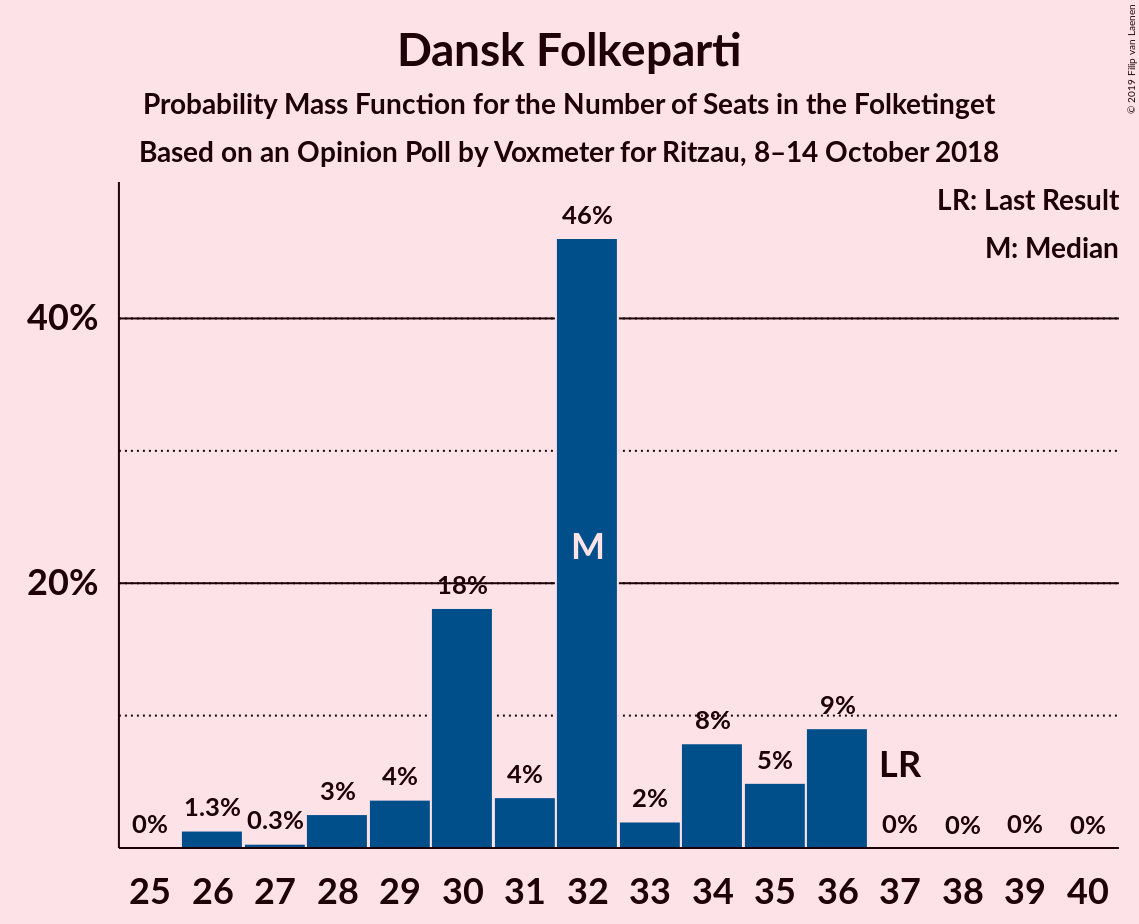 Dansk Folkeparti
Probability Mass Function for the Number of Seats in the Folketinget
Based on an Opinion Poll by Voxmeter for Ritzau, 8–14 October 2018
© 2019 Filip van Laenen
LR: Last Result
M: Median
40%
20%
0%
1.3%
0.3%
3%
4%
18%
4%
46%
M
2%
8%
5%
9%
LR
0%
0%
0%
0%
25 26 27 28 29 30 31 32 33 34 35 36 37 38 39 40